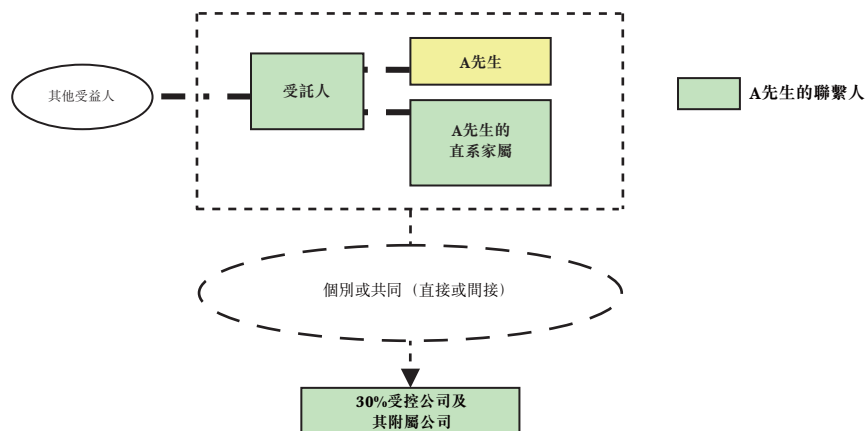 A先生
其他受益人
受託人
A先生的聯繫人
A先生的
直系家屬
個別或共同（直接或間接）
30%受控公司及
其附屬公司